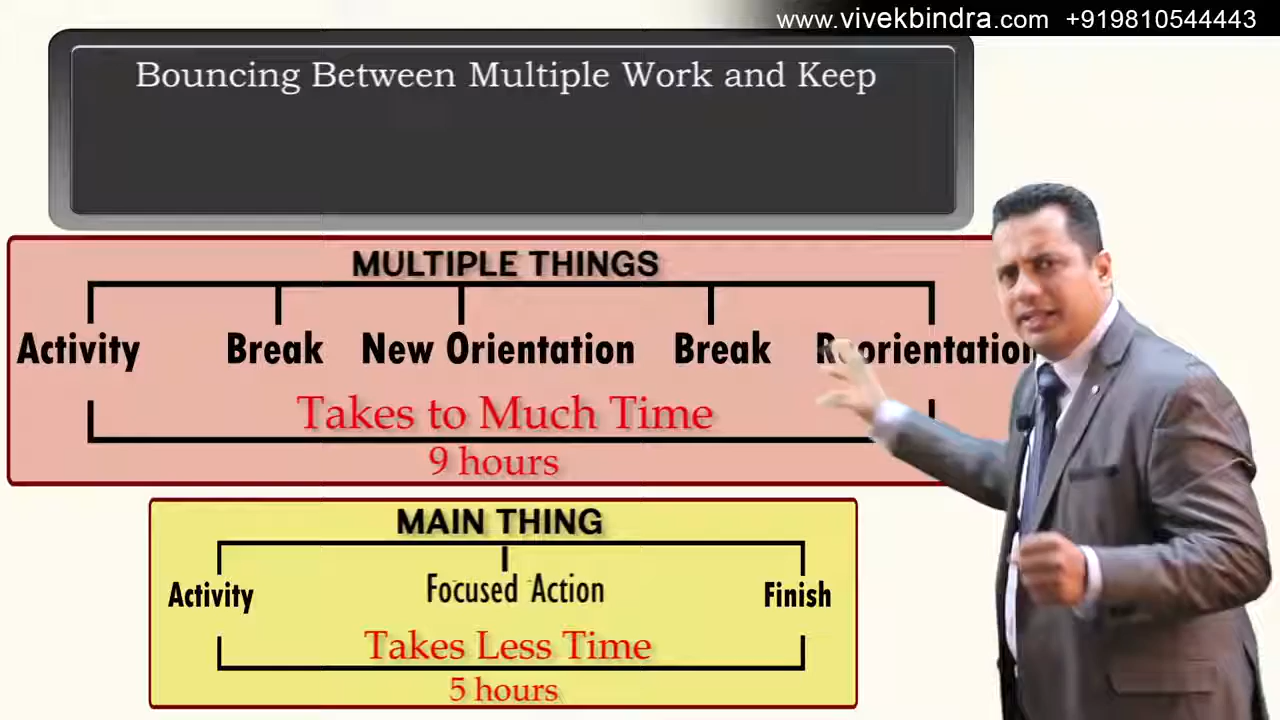 www.vivekbindra.com +919810544443
Bouncing Between Multiple Work and Keep
MULTIPLE THINGS
Activity Break New Orientation Break Reorientation
Takes to Much Time
9 hours
MAIN THING
Activity Focused Action Finish
Takes Less Time
5 hours